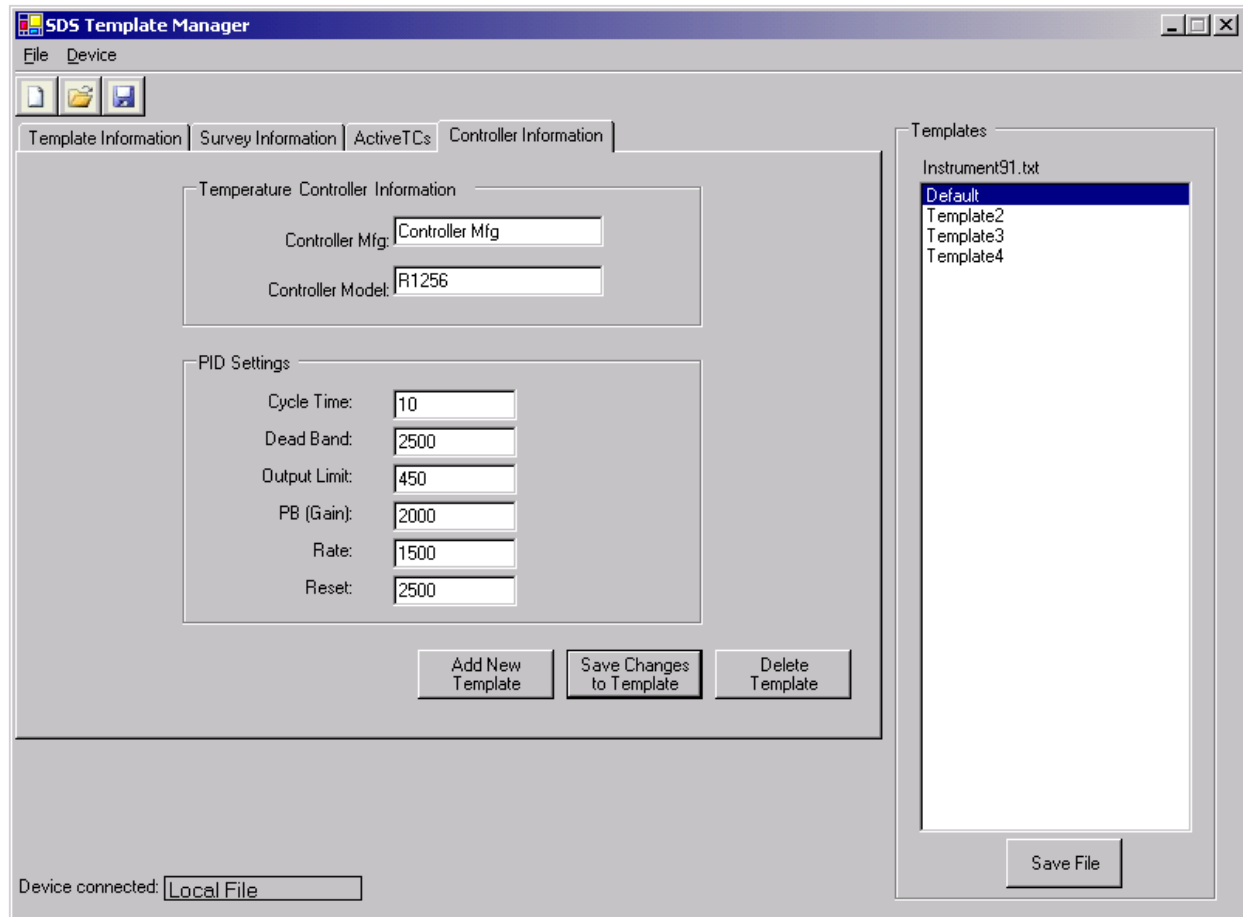 SDS Template Manager
File Device
Template Information Survey Information ActiveTCs Controller Information
Temperature Controller Information
Controller Mfg: Controller Mfg
Controller Model: R1256
PID Settings
Cycle Time: 10
Dead Band: 2500
Output Limit: 450
PB (Gain): 2000
Rate: 1500
Reset: 2500
Add New
Template
Save Changes
to Template
Delete
Template
Templates
Instrument91.txt
Default
Template2
Template3
Template4
Save File
Device connected: Local File